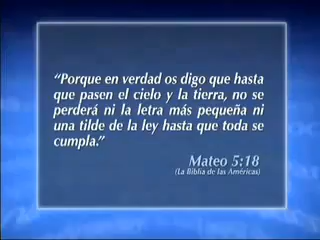 “Porque en verdad os digo que hasta
que pasen el cielo y la tierra, no se
perderá ni la letra más pequeña ni
una tilde de la ley hasta que toda se
cumpla.”
Mateo 5:18
(La Biblia de las Américas)